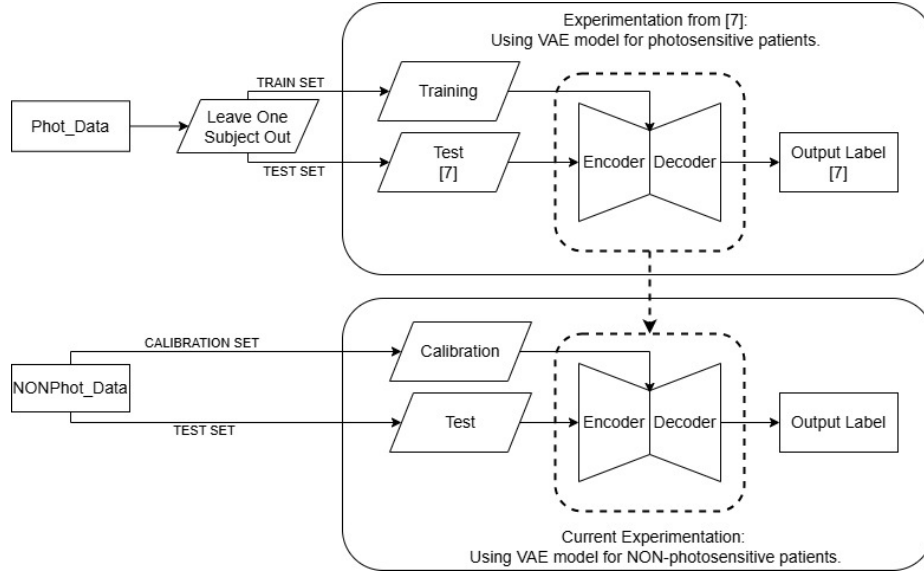 Experimentation from [7]:
Using VAE model for photosensitive patients.
TRAIN SET
Training
Phot_Data
Leave One
Subject Out
TEST SET
Test
[7]
Encoder
Decoder
Output Label
[7]
CALIBRATION SET
Calibration
NONPhot_Data
TEST SET
Test
Encoder
Decoder
Output Label
Current Experimentation:
Using VAE model for NON-photosensitive patients.